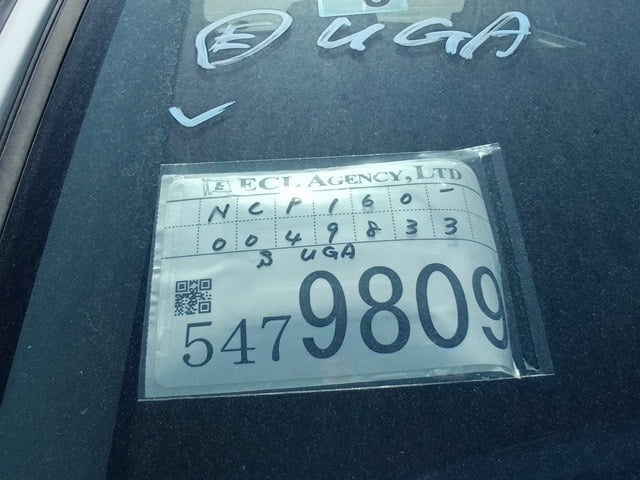 E UGA
ECL AGENCY, LTD
NCP160-
0049833
UGA
5479809